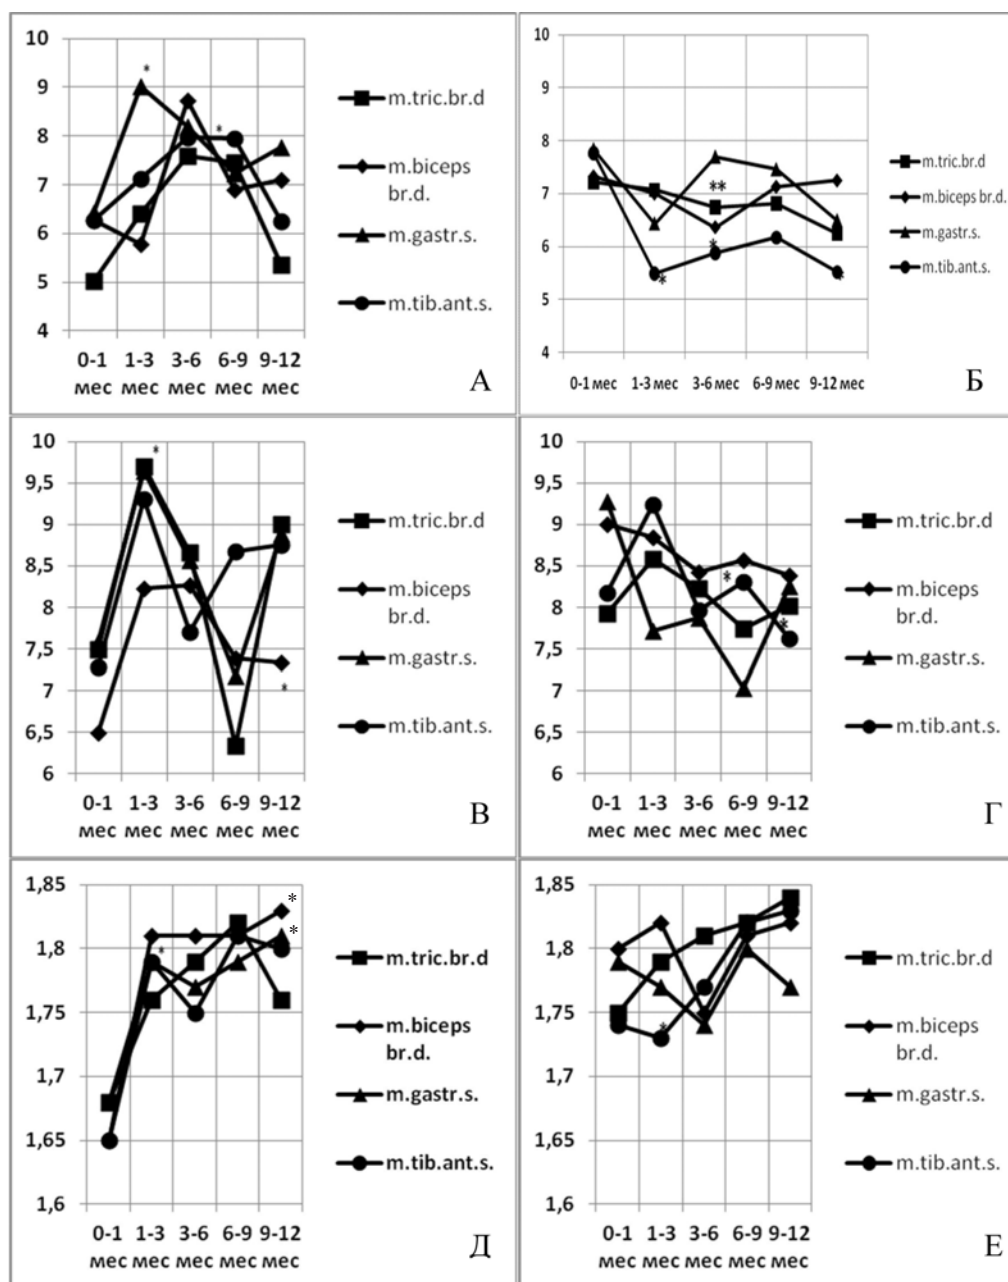 10
9
8
7
6
5
4
*
*
0-1
мес
1-3
мес
3-6
мес
6-9
мес
9-12
мес
m.tric.br.d
m.biceps
br.d.
m.gastr.s.
m.tib.ant.s.
А
10
9
8
7
6
5
4
**
*
*
*
0-1 мес
1-3 мес
3-6 мес
6-9 мес
9-12 мес
m.tric.br.d
m.biceps br.d.
m.gastr.s.
m.tib.ant.s.
Б
10
9,5
9
8,5
8
7,5
7
6,5
6
*
*
0-1
мес
1-3
мес
3-6
мес
6-9
мес
9-12
мес
m.tric.br.d
m.biceps
br.d.
m.gastr.s.
m.tib.ant.s.
В
10
9,5
9
8,5
8
7,5
7
6,5
6
*
*
0-1
мес
1-3
мес
3-6
мес
6-9
мес
9-12
мес
m.tric.br.d
m.biceps
br.d.
m.gastr.s.
m.tib.ant.s.
Г
1,85
1,8
1,75
1,7
1,65
1,6
*
*
*
0-1
мес
1-3
мес
3-6
мес
6-9
мес
9-12
мес
m.tric.br.d
m.biceps
br.d.
m.gastr.s.
m.tib.ant.s.
Д
1,85
1,8
1,75
1,7
1,65
1,6
*
0-1
мес
1-3
мес
3-6
мес
6-9
мес
9-12
мес
m.tric.br.d
m.biceps
br.d.
m.gastr.s.
m.tib.ant.s.
Е